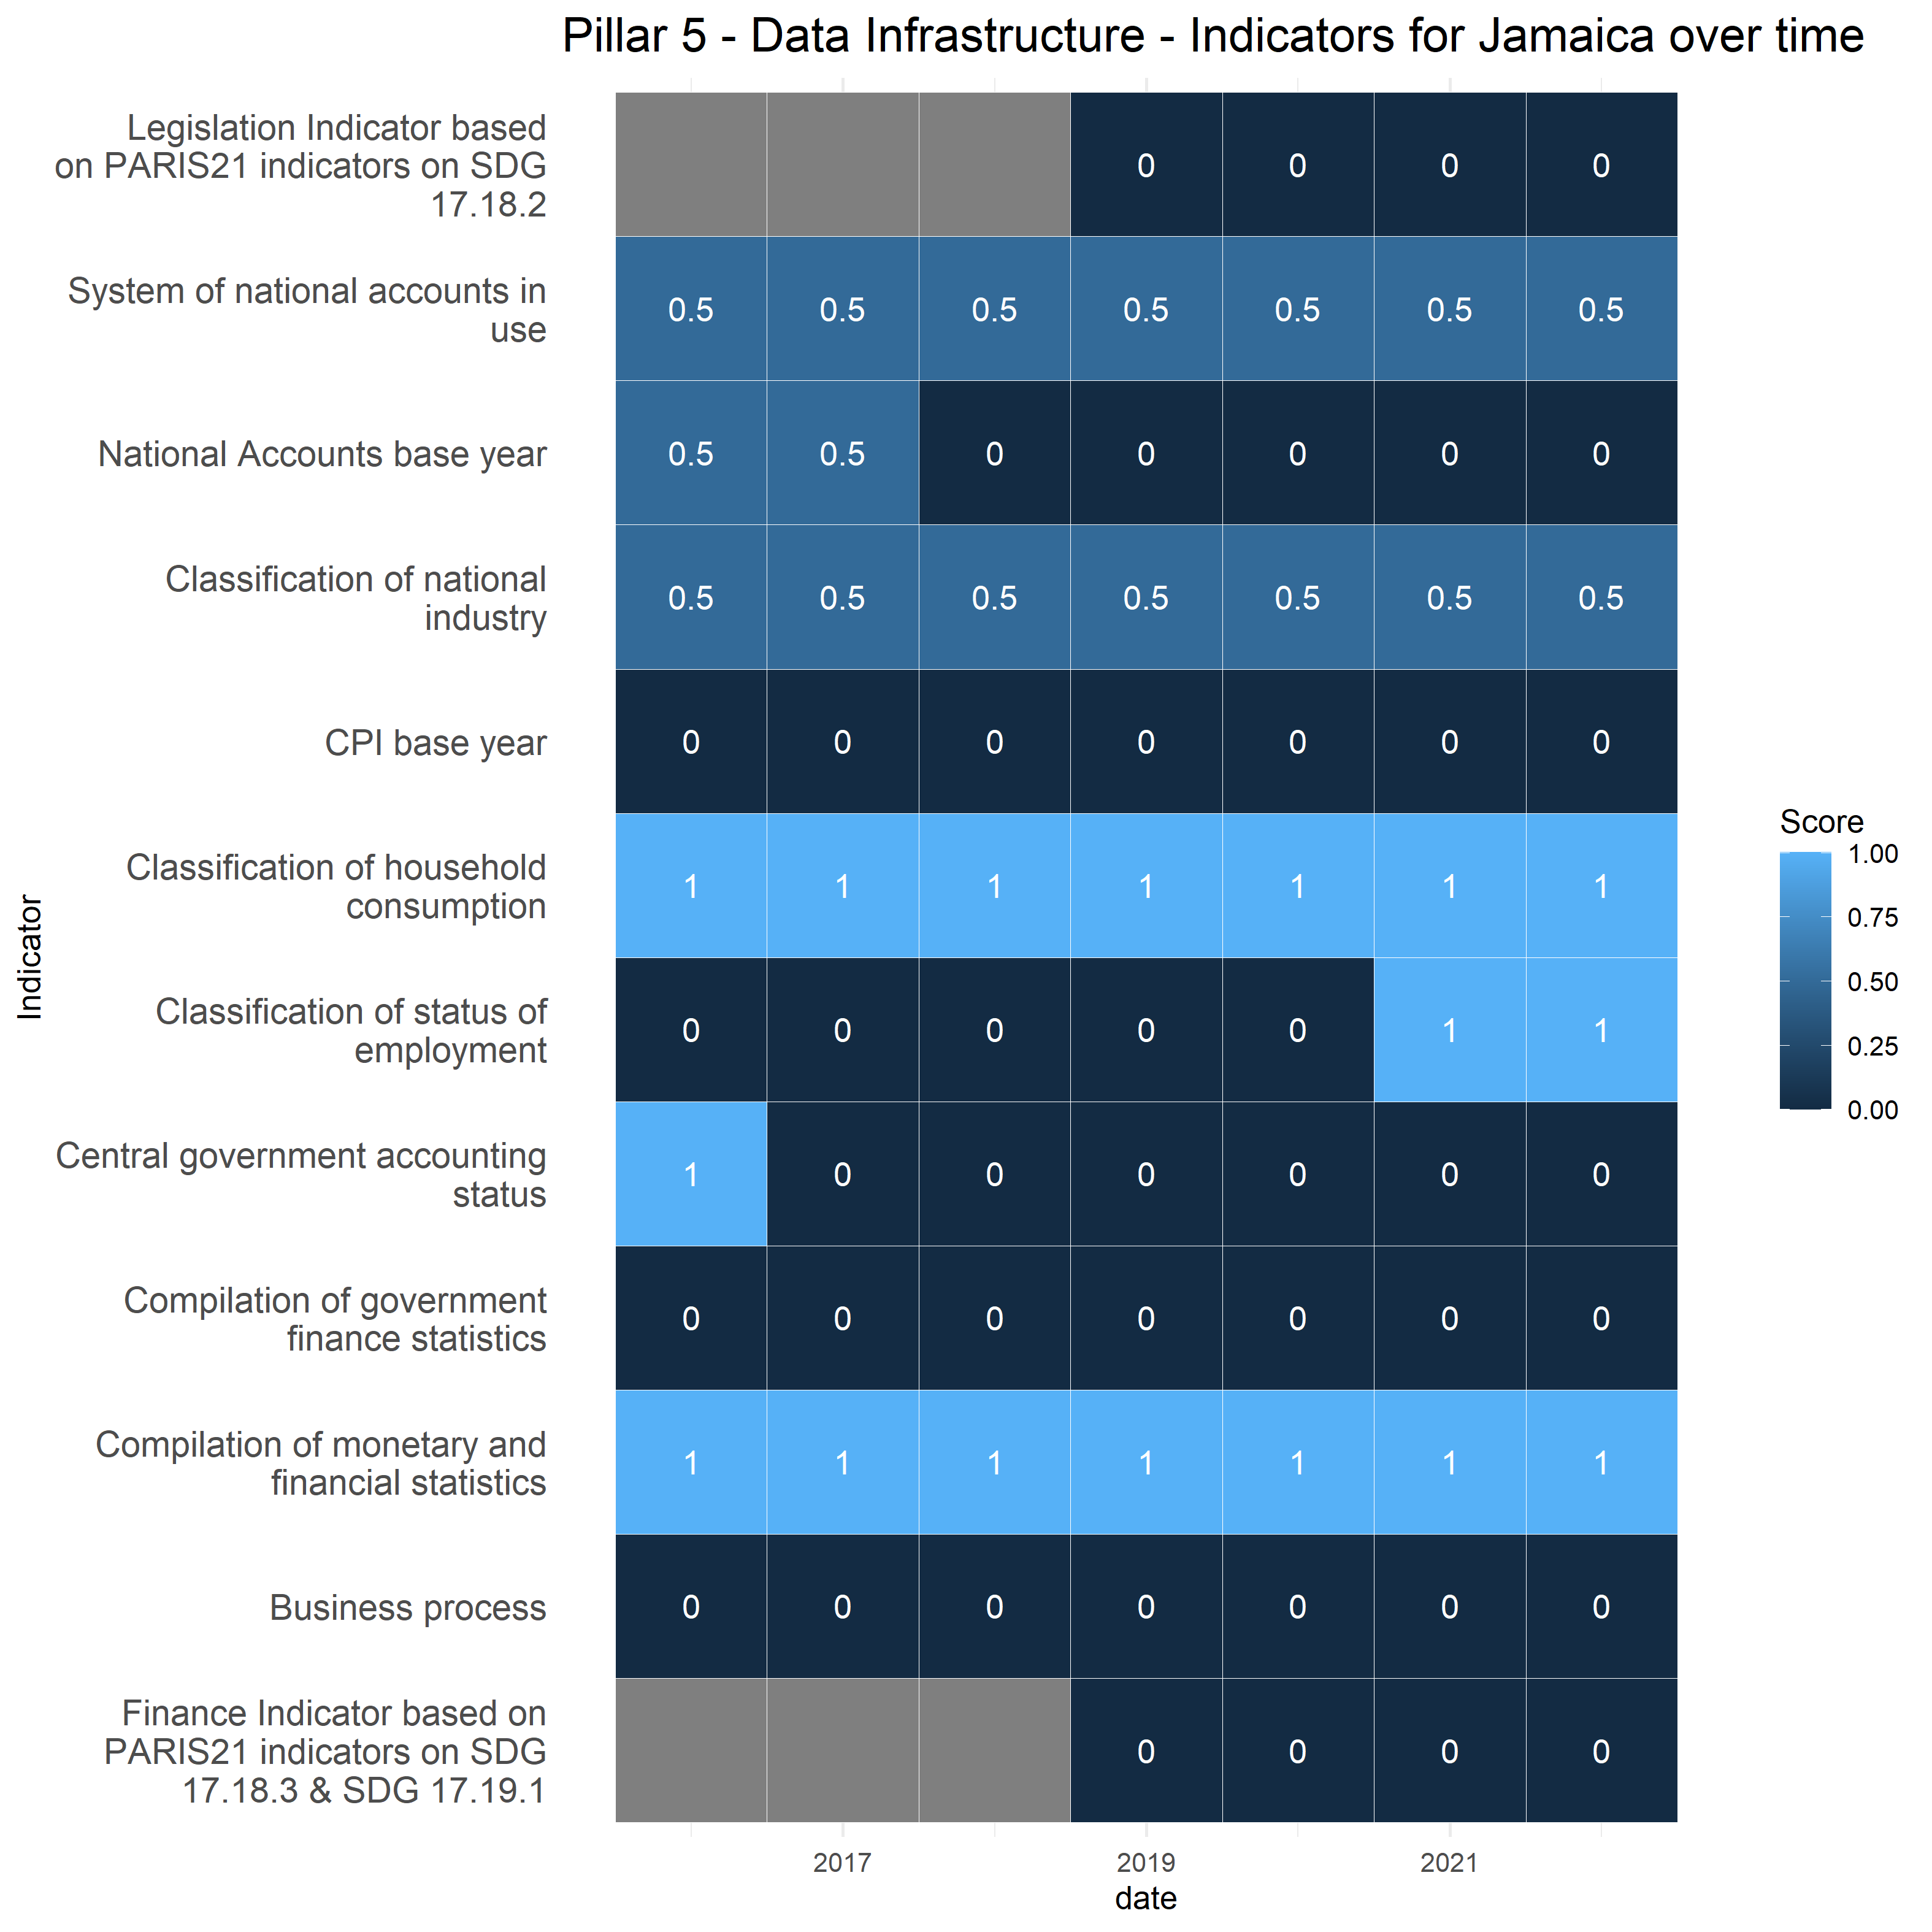 Pillar 5 - Data Infrastructure - Indicators for Jamaica over time
Legislation Indicator based
on PARIS21 indicators on SDG
17.18.2
0 0 0 0
System of national accounts in
use
0.5 0.5 0.5 0.5 0.5 0.5 0.5
National Accounts base year
0.5 0.5 0 0 0 0 0
Classification of national
industry
0.5 0.5 0.5 0.5 0.5 0.5 0.5
CPI base year
0 0 0 0 0 0 0
Classification of household
consumption
1 1 1 1 1 1 1
Classification of status of
employment
0 0 0 0 0 1 1
Central government accounting
status
1 0 0 0 0 0 0
Compilation of government
finance statistics
0 0 0 0 0 0 0
Compilation of monetary and
financial statistics
1 1 1 1 1 1 1
Business process
0 0 0 0 0 0 0
Finance Indicator based on
PARIS21 indicators on SDG
17.18.3 & SDG 17.19.1
0 0 0 0
2017 2019 2021
date
Indicator
Score
1.00
0.75
0.50
0.25
0.00